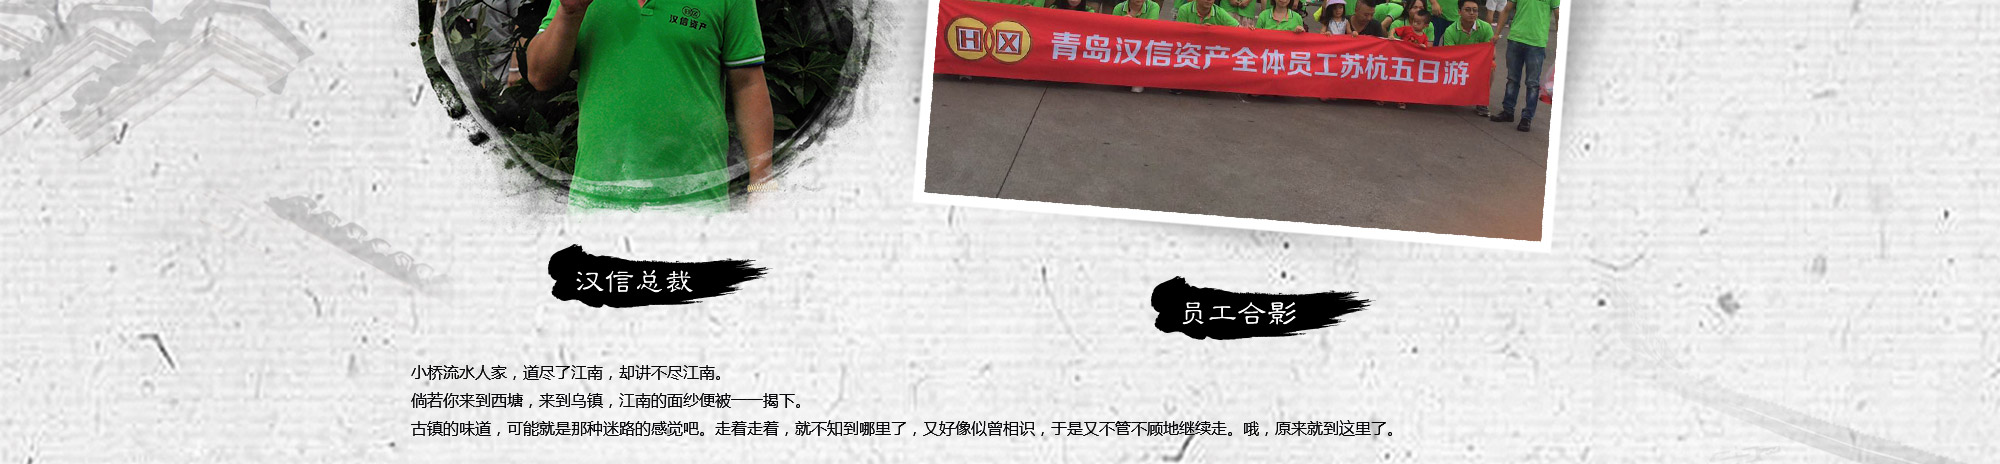 汉信资产
HX 青岛汉信资产全体员工苏杭五日游
汉信总裁
员工合影
小桥流水人家，道尽了江南，却讲不尽江南。
倘若你来到西塘，来到乌镇，江南的面纱便被一一揭下。
古镇的味道，可能就是那种迷路的感觉吧。走着走着，就不知到哪里了，又好像似曾相识，于是又不管不顾地继续走。哦，原来就到这里了。